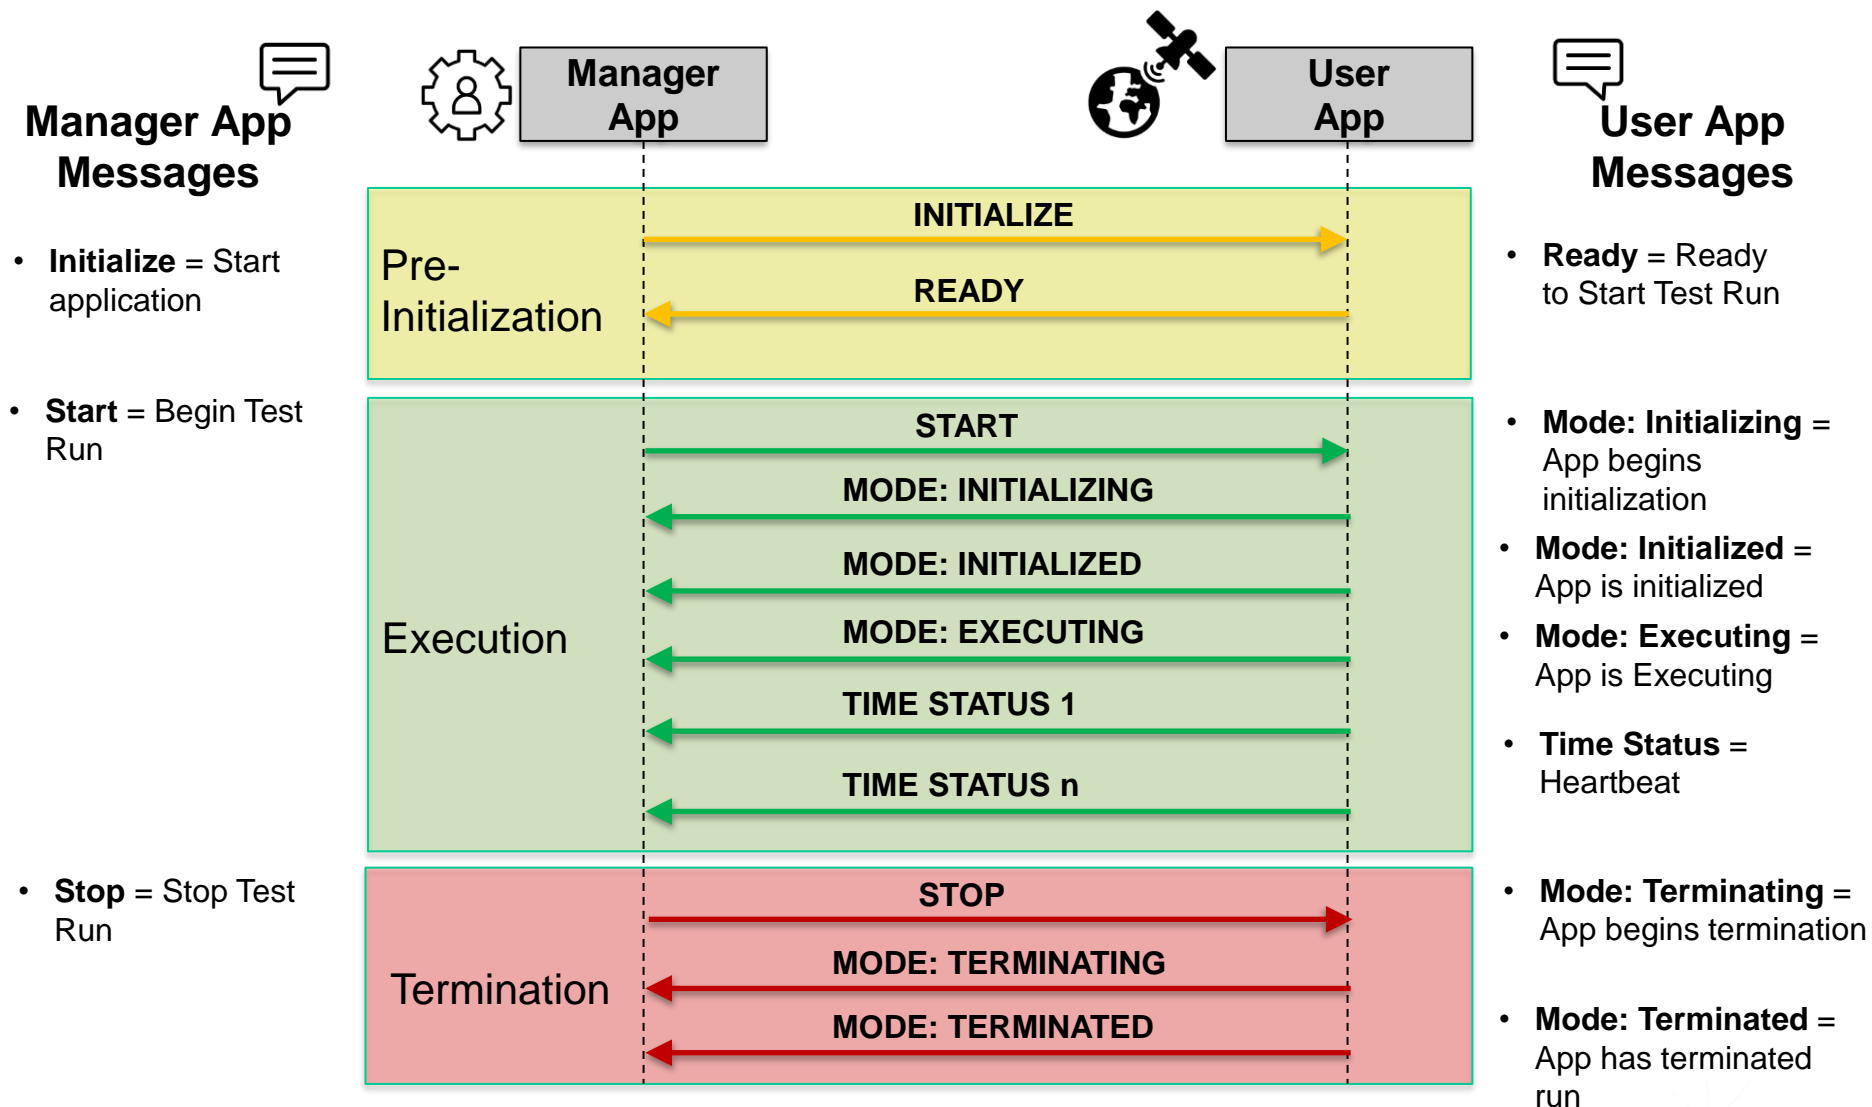 Manager App
Messages
• Initialize = Start
application
• Start = Begin Test
Run
• Stop = Stop Test
Run
Manager
App
User
App
Pre-
Initialization
INITIALIZE
READY
Execution
START
MODE: INITIALIZING
MODE: INITIALIZED
MODE: EXECUTING
TIME STATUS 1
TIME STATUS n
Termination
STOP
MODE: TERMINATING
MODE: TERMINATED
User App
Messages
• Ready = Ready
to Start Test Run
• Mode: Initializing =
App begins
initialization
• Mode: Initialized =
App is initialized
• Mode: Executing =
App is Executing
• Time Status =
Heartbeat
• Mode: Terminating =
App begins termination
• Mode: Terminated =
App has terminated
run